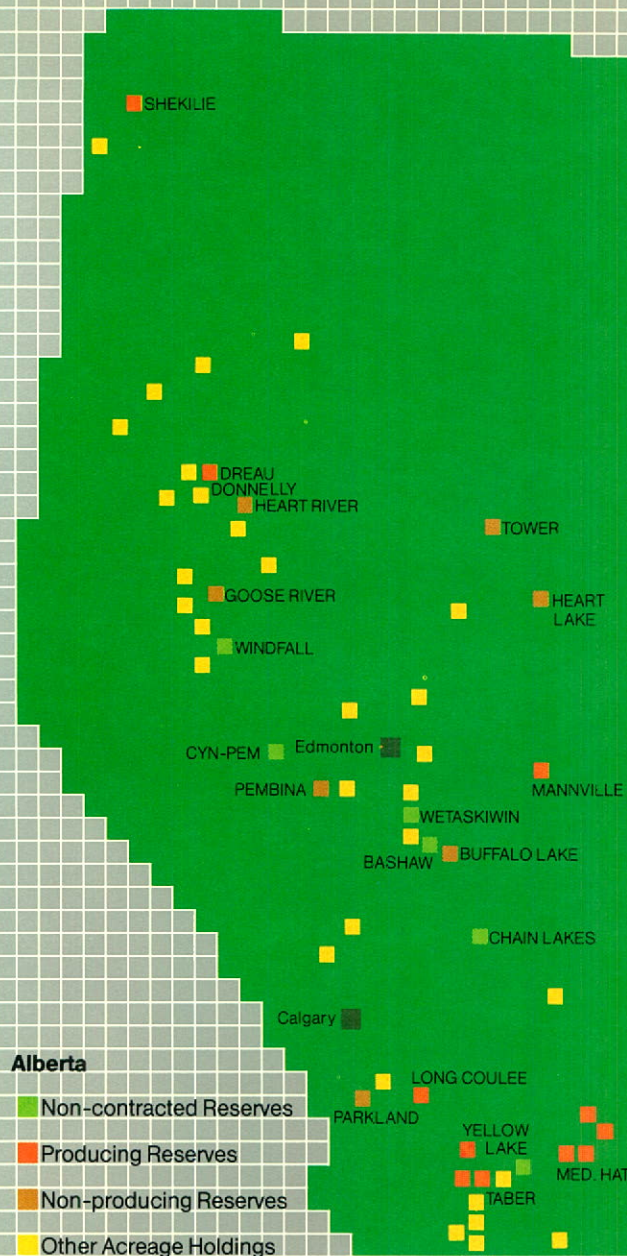 SHEKILIE
DREAU
DONNELLY
HEART RIVER
TOWER
GOOSE RIVER
HEART
LAKE
WINDFALL
CYN-PEM
Edmonton
PEMBINA
MANNVILLE
WETASKIWIN
BASHAW
BUFFALO LAKE
CHAIN LAKES
Calgary
Alberta
LONG COULEE
Non-contracted Reserves
PARKLAND
YELLOW
LAKE
Producing Reserves
MED. HAT
TABER
Non-producing Reserves
Other Acreage Holdings